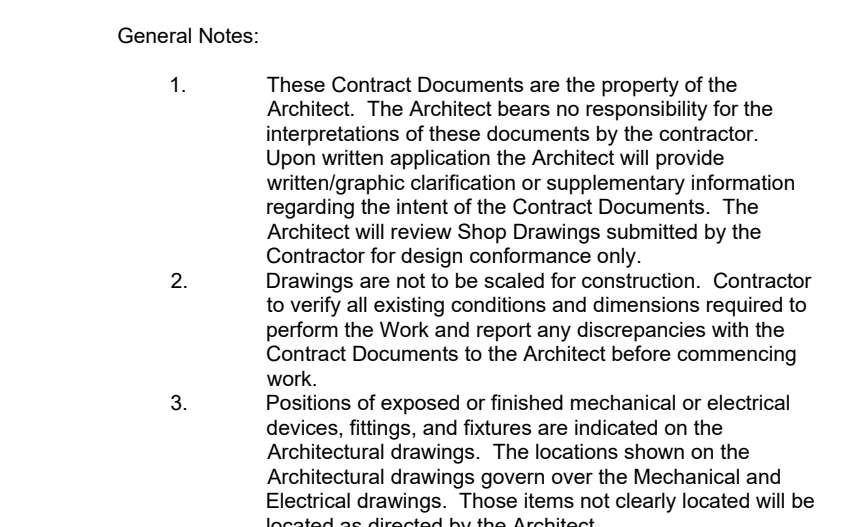 General Notes:
1. These Contract Documents are the property of the
Architect.  The Architect bears no responsibility for the
interpretations of these documents by the contractor.
Upon written application the Architect will provide
written/graphic clarification or supplementary information
regarding the intent of the Contract Documents.  The
Architect will review Shop Drawings submitted by the
Contractor for design conformance only.
2. Drawings are not to be scaled for construction.  Contractor
to verify all existing conditions and dimensions required to
perform the Work and report any discrepancies with the
Contract Documents to the Architect before commencing
work.
3. Positions of exposed or finished mechanical or electrical
devices, fittings, and fixtures are indicated on the
Architectural drawings.  The locations shown on the
Architectural drawings govern over the Mechanical and
Electrical drawings.  Those items not clearly located will be
located as directed by the Architect.